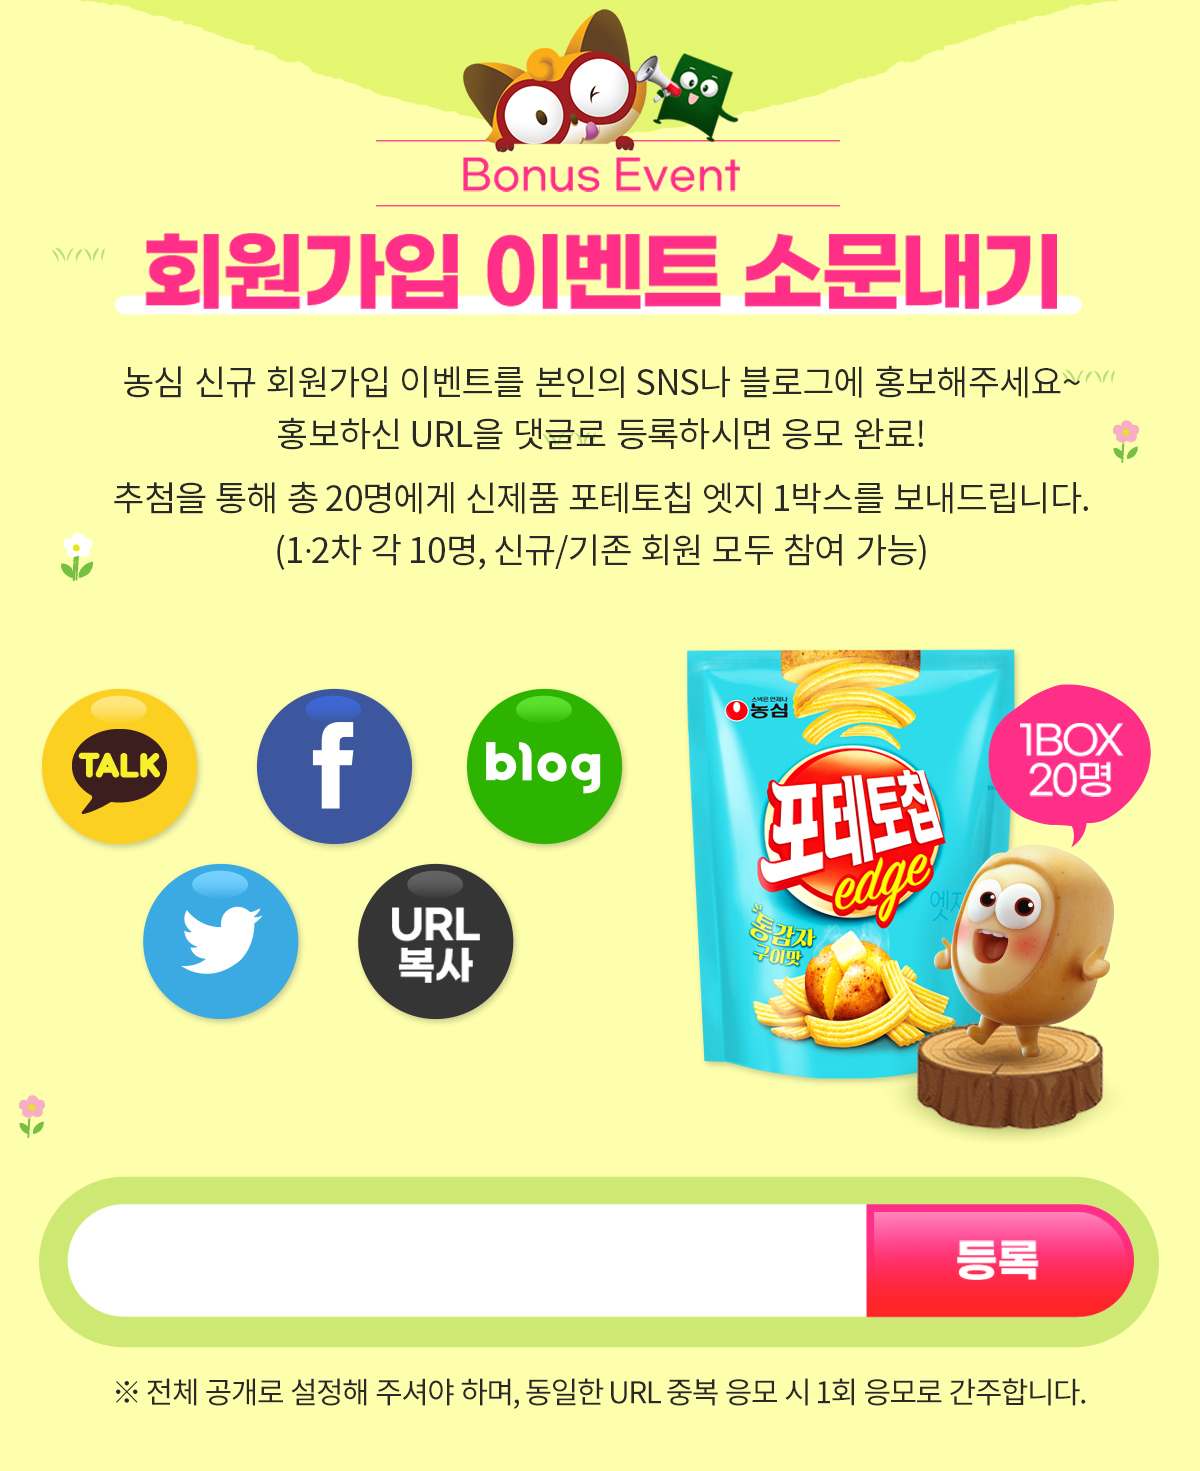 Bonus Event
회원가입 이벤트 소문내기
농심 신규 회원가입 이벤트를 본인의 SNS나 블로그에 홍보해주세요~
홍보하신 URL을 댓글로 등록하시면 응모 완료!
추첨을 통해 총 20명에게 신제품 포테토칩 엣지 1박스를 보내드립니다.
(1·2차 각 10명, 신규/기존 회원 모두 참여 가능)
TALK
f
blog
URL
복사
스낵은 언제나
농심
포테토칩
edge
엣지
통감자
구이맛
1BOX
20명
등록
※ 전체 공개로 설정해 주셔야 하며, 동일한 URL 중복 응모 시 1회 응모로 간주합니다.